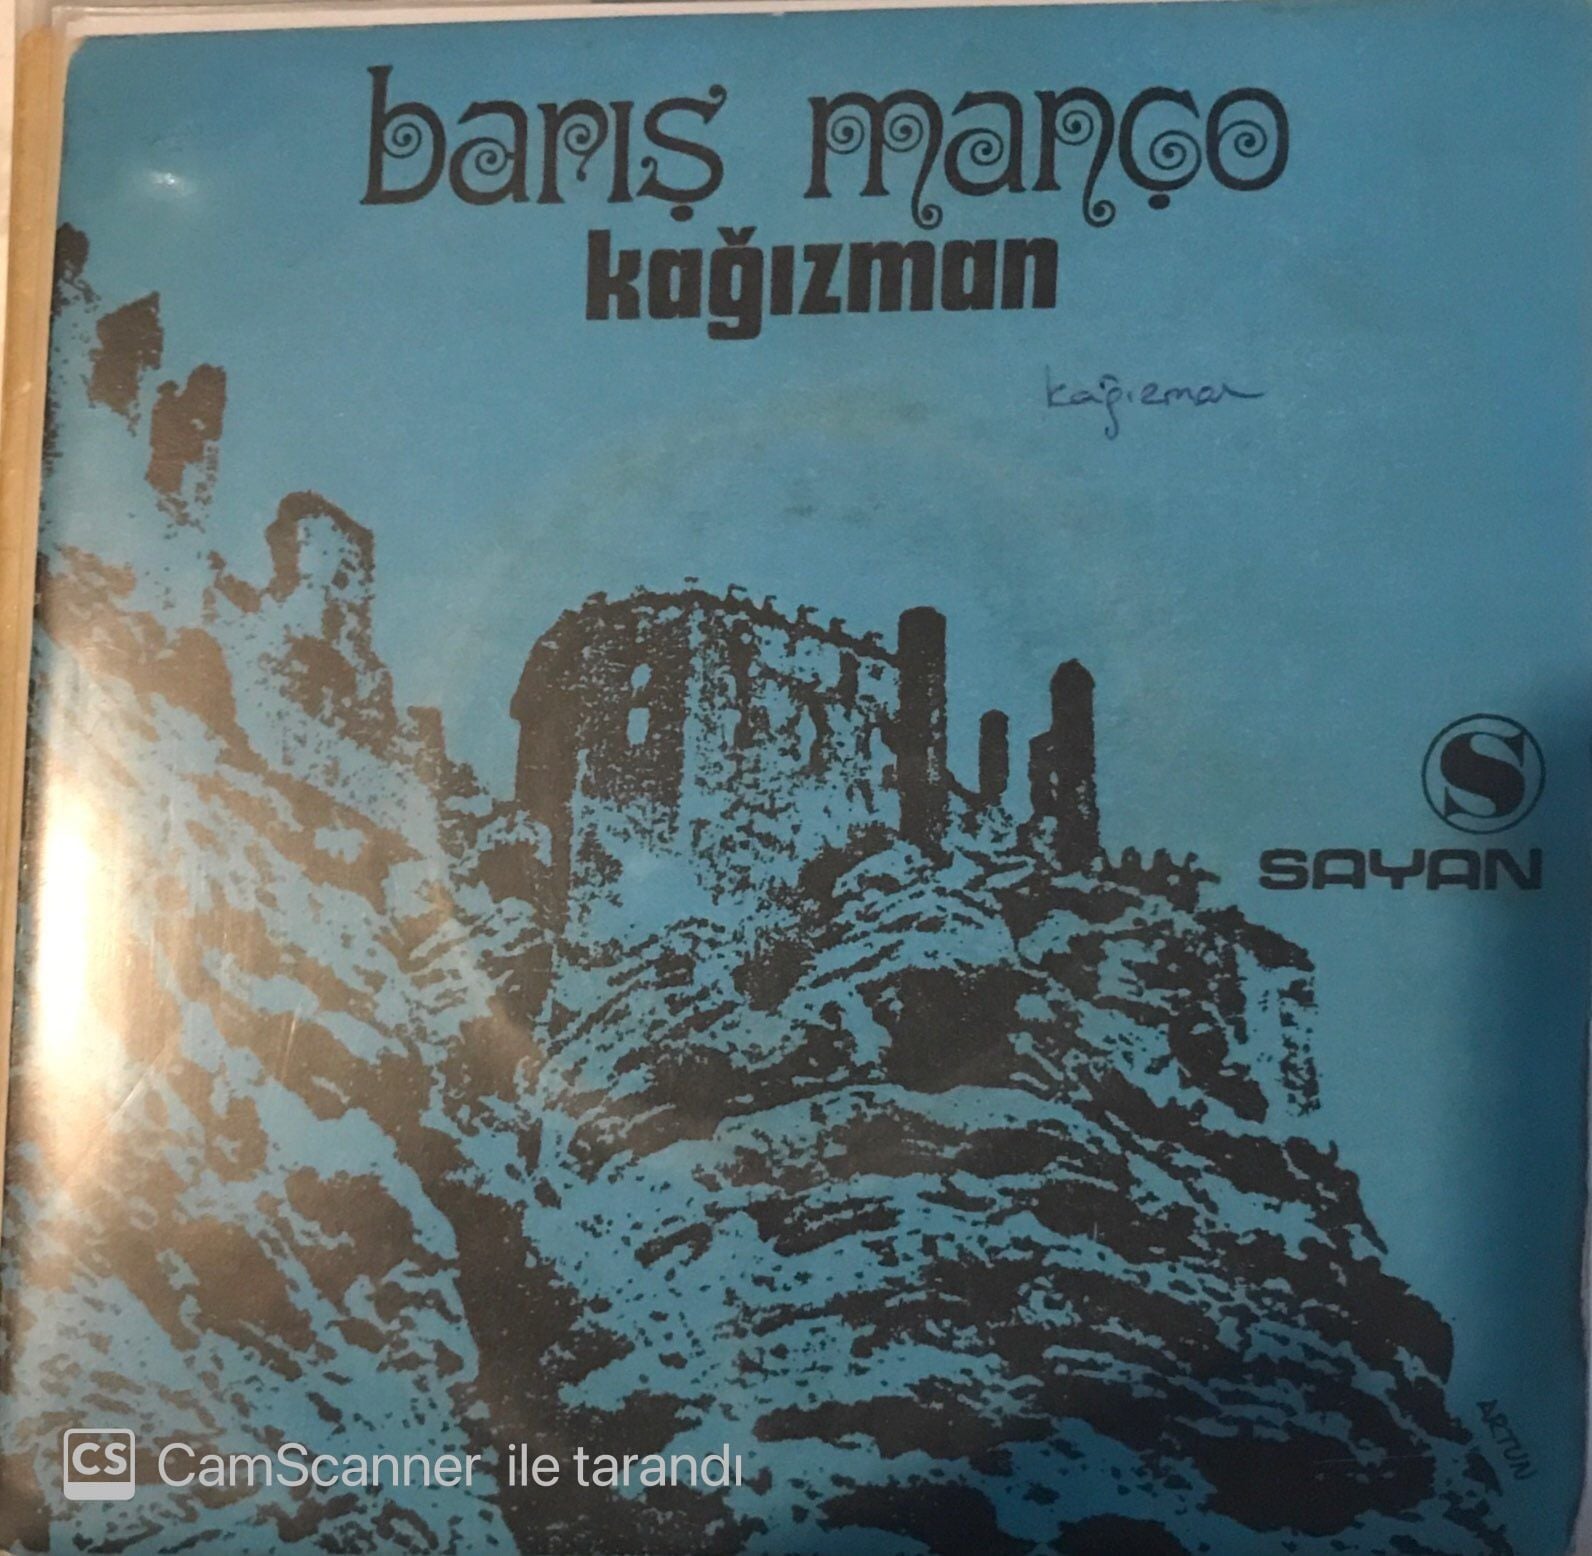 barış manço
kağızman
kağızman
S
SAYAN
ARTUN
CS CamScanner ile tarandı